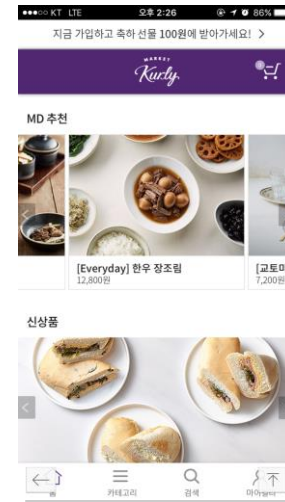 KT LTE 오후 2:26 86%
지금 가입하고 축하 선물 100원에 받아가세요! >
MARKET
Kurly
MD 추천
[Everyday] 한우 장조림
12,800원
[교토마
7,200원
신상품
홈 카테고리 검색